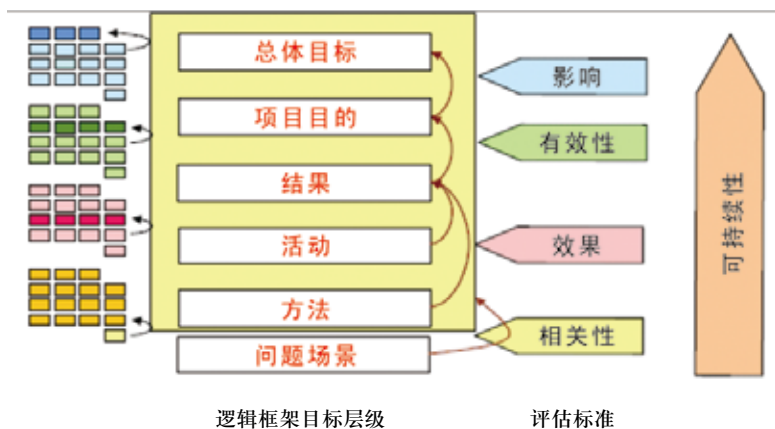 总体目标
影响
项目目的
有效性
结果
可持续性
活动
效果
方法
相关性
问题场景
逻辑框架目标层级
评估标准